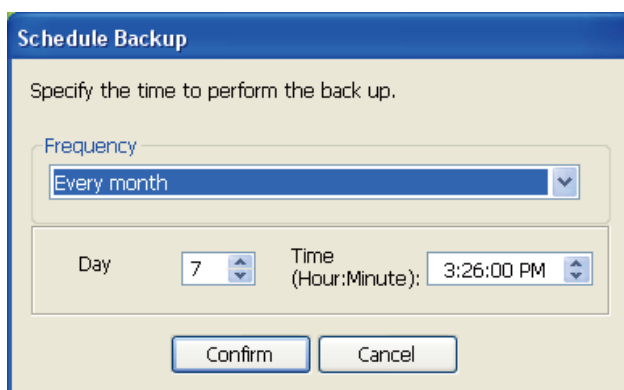 Schedule Backup
Specify the time to perform the back up.
Frequency
Every month
Day
7
Time
(Hour:Minute):
3:26:00 PM
Confirm
Cancel